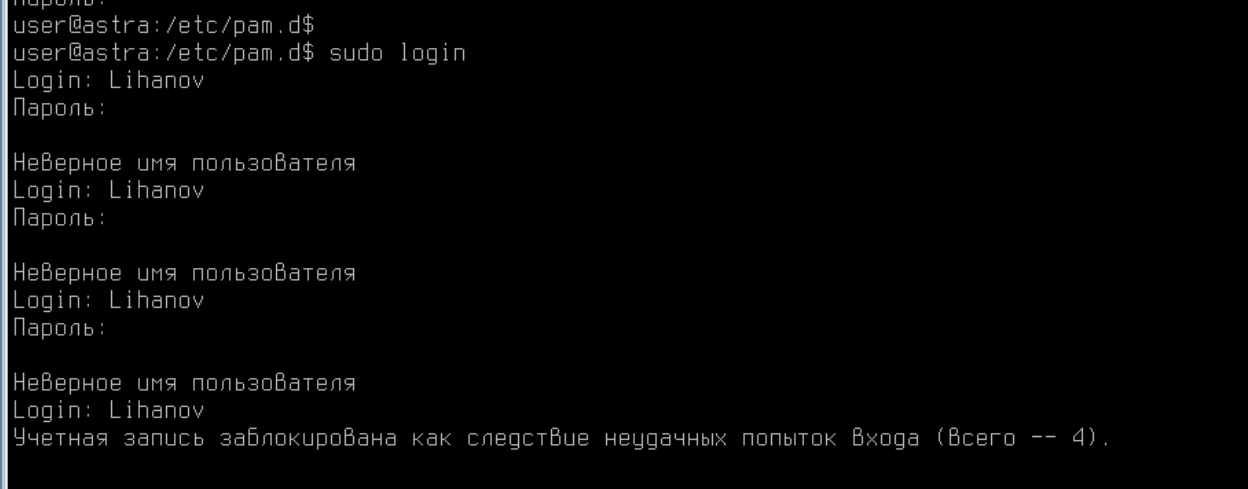 Пароль:
user@astra:/etc/pam.d$
user@astra:/etc/pam.d$ sudo login
Login: Lihanov
Пароль:
Неверное имя пользователя
Login: Lihanov
Пароль:
Неверное имя пользователя
Login: Lihanov
Пароль:
Неверное имя пользователя
Login: Lihanov
Учетная запись заблокирована как следствие неудачных попыток входа (всего -- 4).